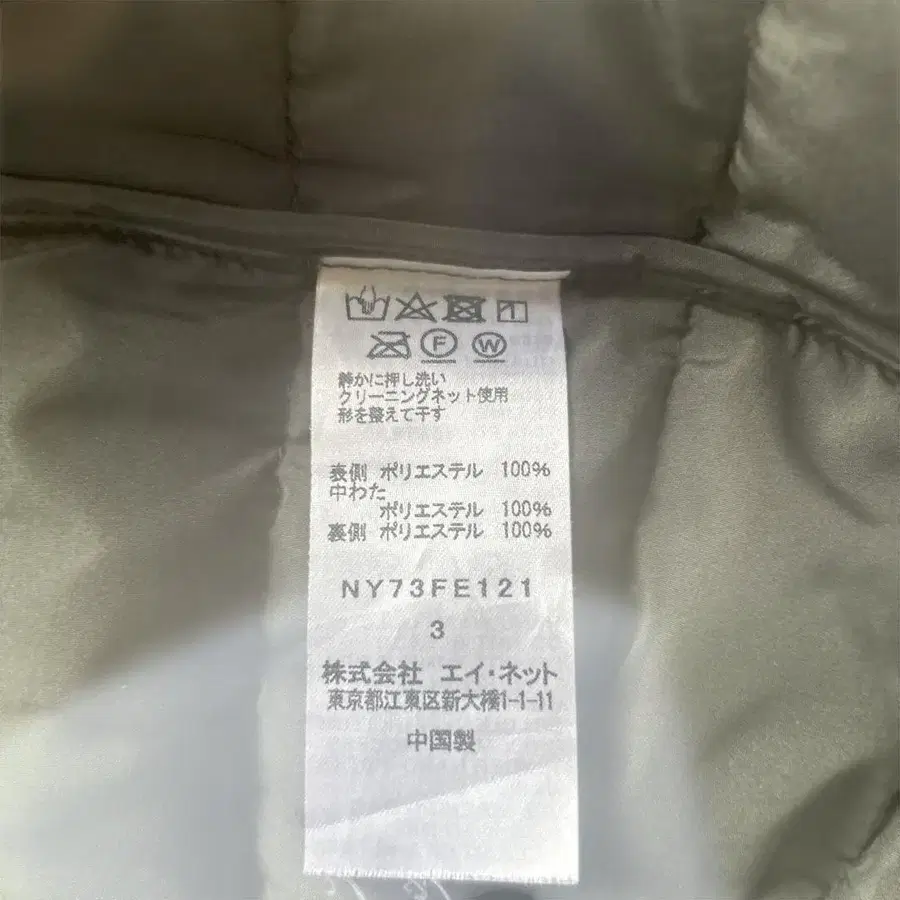 F W
静かに押し洗い
クリーニングネット使用
形を整えて干す
表側 ポリエステル 100%
中わた
ポリエステル 100%
裏側 ポリエステル 100%
NY73FE121
3
株式会社 エイ・ネット
東京都江東区新大橋1-1-11
中国製